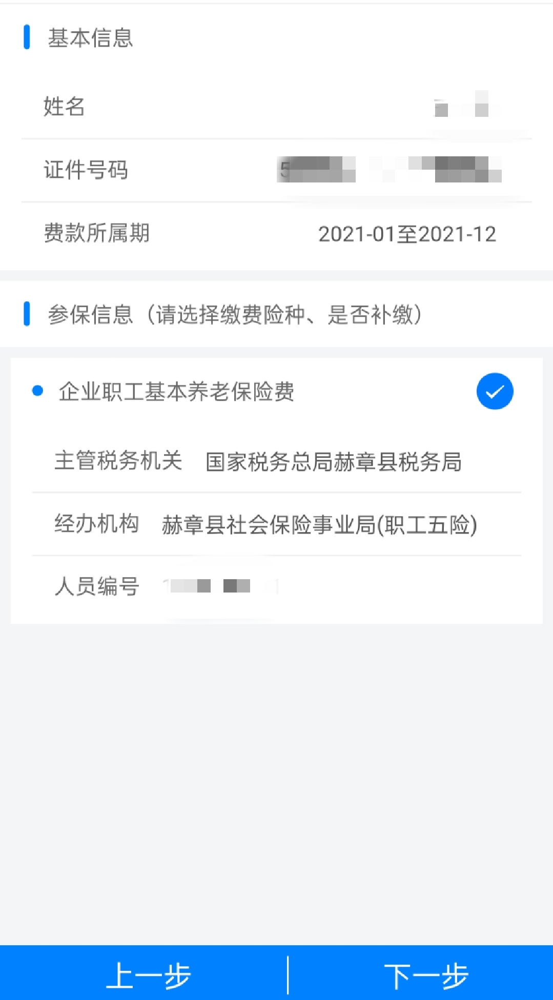 基本信息
姓名
证件号码 5
费款所属期 2021-01至2021-12
参保信息（请选择缴费险种、是否补缴）
企业职工基本养老保险费
主管税务机关 国家税务总局赫章县税务局
经办机构 赫章县社会保险事业局(职工五险)
人员编号
上一步 下一步